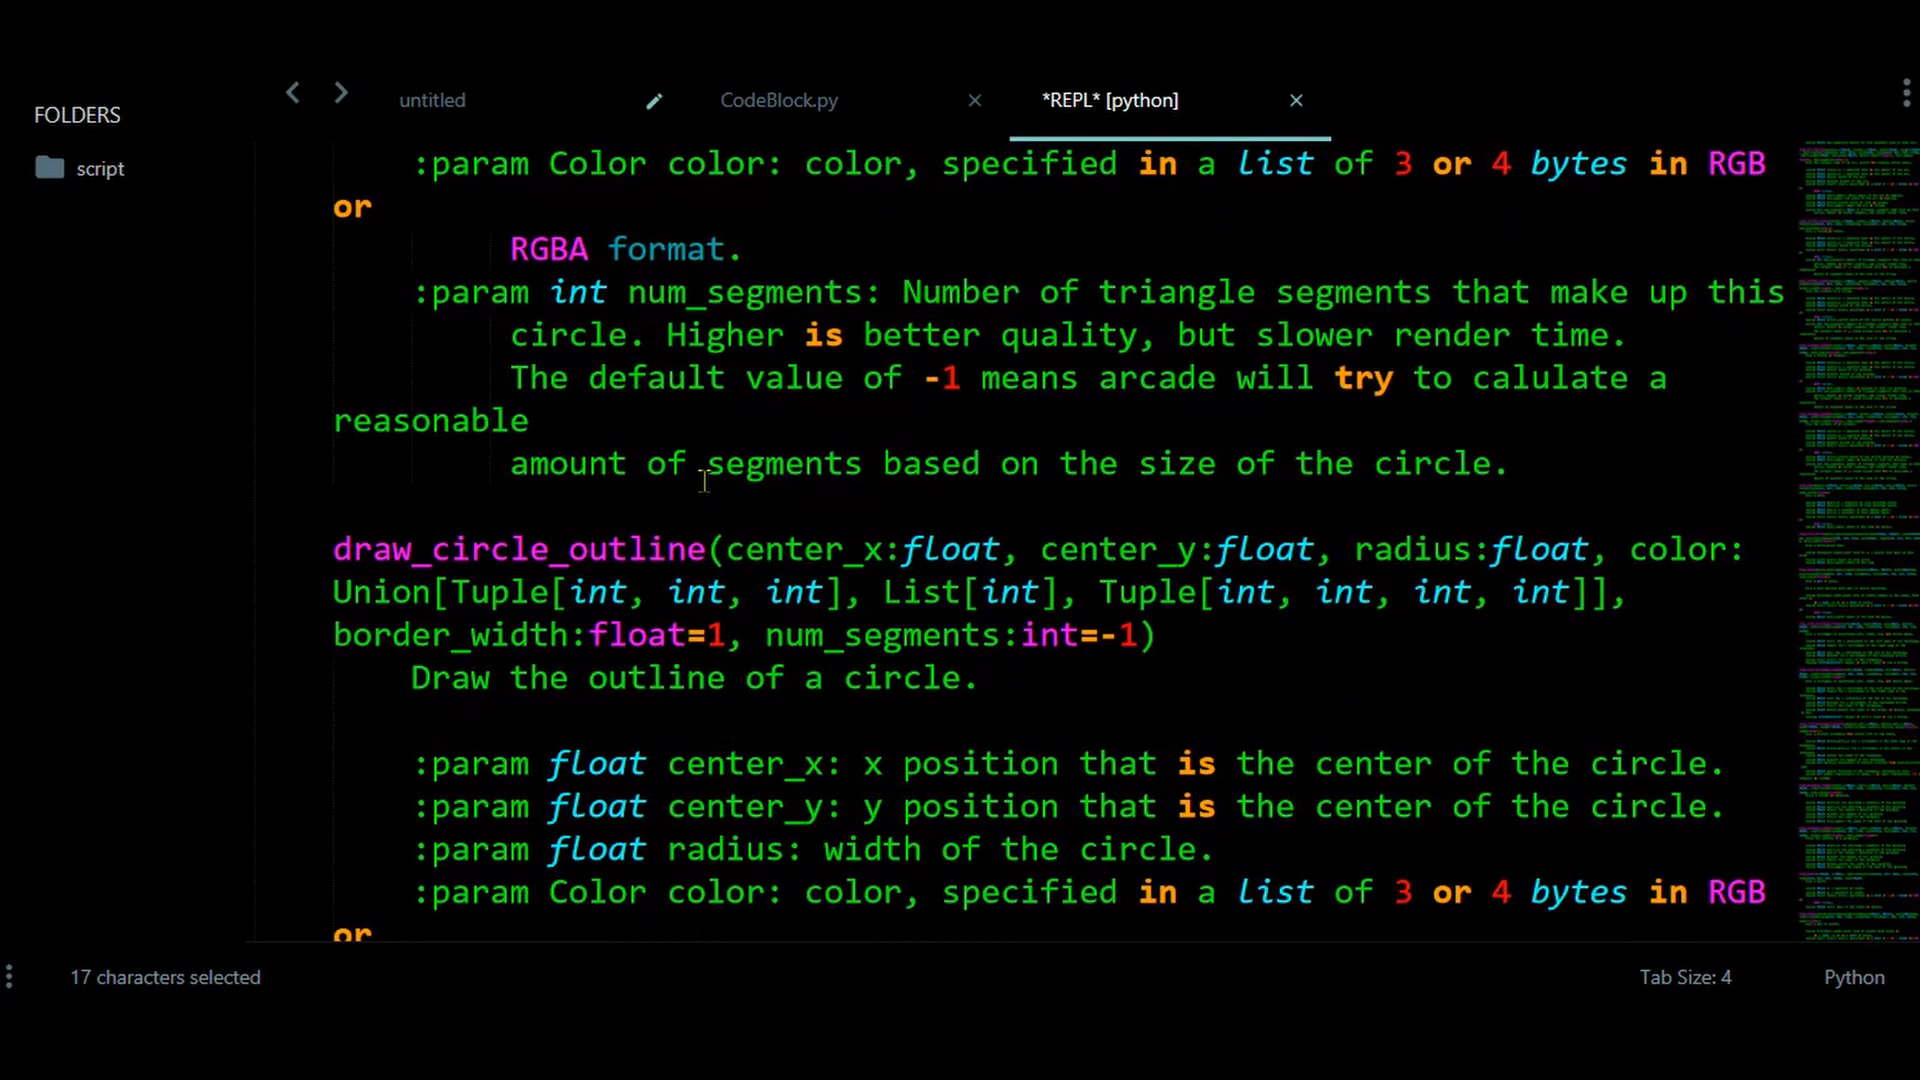 FOLDERS
script
untitled
CodeBlock.py
*REPL* [python]
:param Color color: color, specified in a list of 3 or 4 bytes in RGB
or
RGBA format.
:param int num_segments: Number of triangle segments that make up this
circle. Higher is better quality, but slower render time.
The default value of -1 means arcade will try to calulate a
reasonable
amount of segments based on the size of the circle.
draw_circle_outline(center_x:float, center_y:float, radius:float, color:
Union[Tuple[int, int, int], List[int], Tuple[int, int, int, int]],
border_width:float=1, num_segments:int=-1)
Draw the outline of a circle.
:param float center_x: x position that is the center of the circle.
:param float center_y: y position that is the center of the circle.
:param float radius: width of the circle.
:param Color color: color, specified in a list of 3 or 4 bytes in RGB
or
17 characters selected
Tab Size: 4
Python